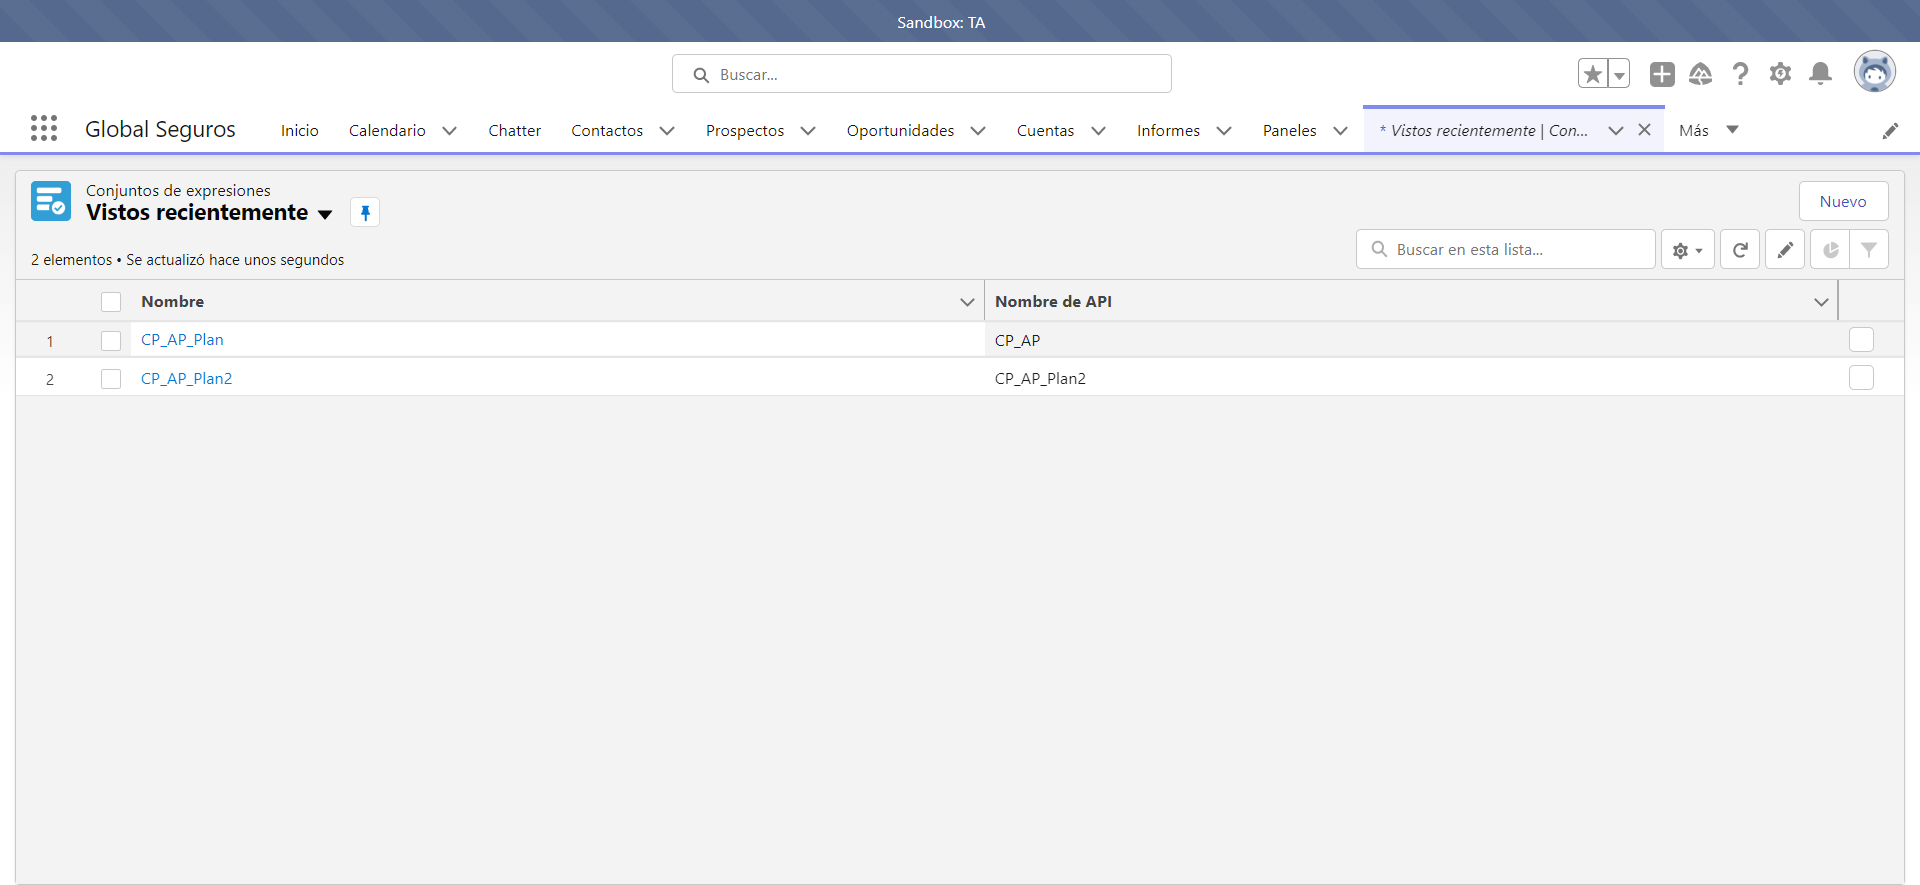 Sandbox: TA
Buscar...
Global Seguros
Inicio
Calendario
Chatter
Contactos
Prospectos
Oportunidades
Cuentas
Informes
Paneles
* Vistos recientemente | Con...
Más
Conjuntos de expresiones
Vistos recientemente
Nuevo
2 elementos • Se actualizó hace unos segundos
Buscar en esta lista...
Nombre
Nombre de API
1
CP_AP_Plan
CP_AP
2
CP_AP_Plan2
CP_AP_Plan2